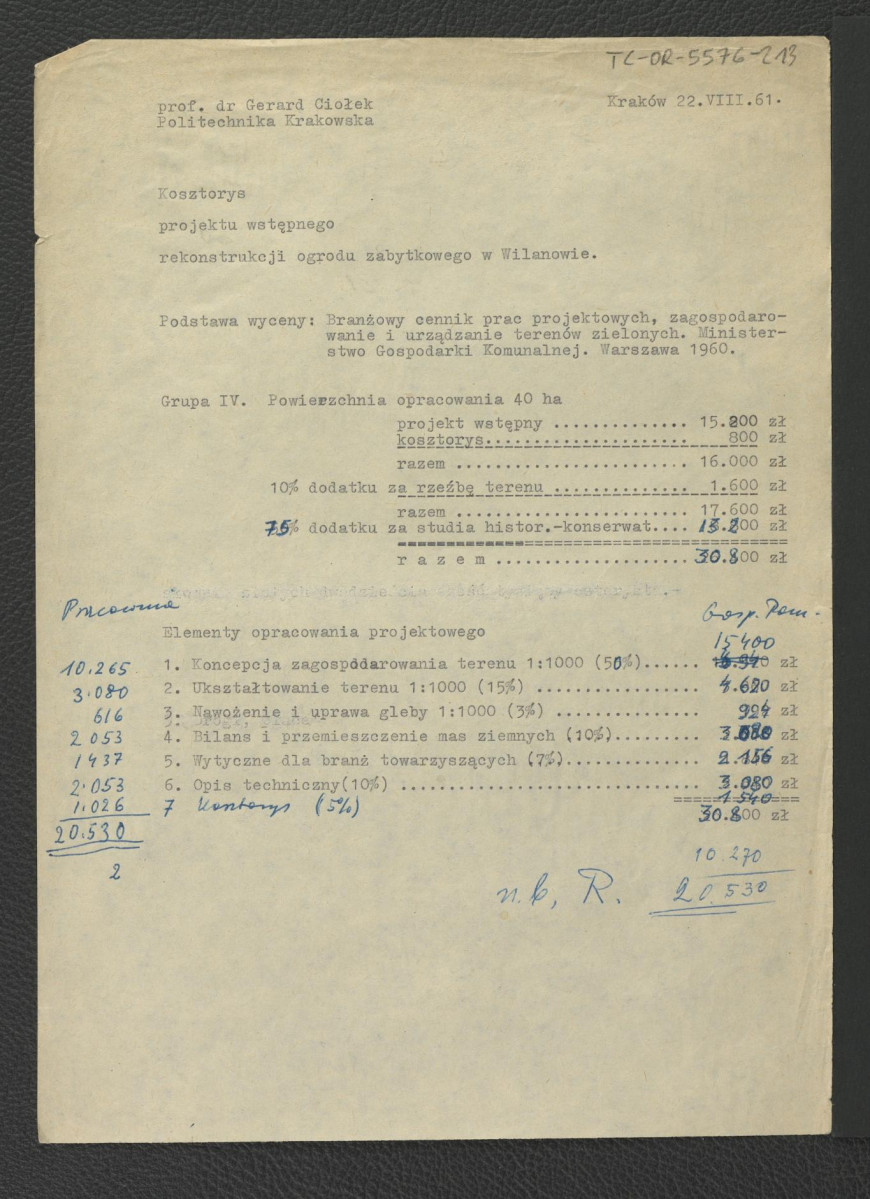 TC-OR-5576-213
prof. dr Gerard Ciołek
Kraków 22.VIII.61.
Politechnika Krakowska
Kosztorys
projektu wstępnego
rekonstrukcji ogrodu zabytkowego w Wilanowie.
Podstawa wyceny: Branżowy cennik prac projektowych, zagospodaro-
wanie i urządzanie terenów zielonych. Minister-
stwo Gospodarki Komunalnej. Warszawa 1960.
Grupa IV. Powierzchnia opracowania 40 ha
projekt wstępny .............. 15.200 zł
kosztorys..................... 800 zł
razem ........................ 16.000 zł
10% dodatku za rzeźbę terenu .............. 1.600 zł
razem ........................ 17.600 zł
75% dodatku za studia histor.-konserwat.... 13.200 zł
r a z e m .................... 30.800 zł
Pracownia
Gosp. Pom.
Elementy opracowania projektowego
15400
10.265 1. Koncepcja zagospodarowania terenu 1:1000 (50%)...... zł
3.080 2. Ukształtowanie terenu 1:1000 (15%) ................ 4.620 zł
616 3. Nawożenie i uprawa gleby 1:1000 (3%) .............. 924 zł
2 053 4. Bilans i przemieszczenie mas ziemnych (10%)........ 3.080 zł
1437 5. Wytyczne dla branż towarzyszących (7%)............. 2.156 zł
2.053 6. Opis techniczny(10%) .............................. 3.080 zł
1.026 7 Kosztorys (5%) 1540
20.530 30.800 zł
2
10.270
n.b, R. 20.530